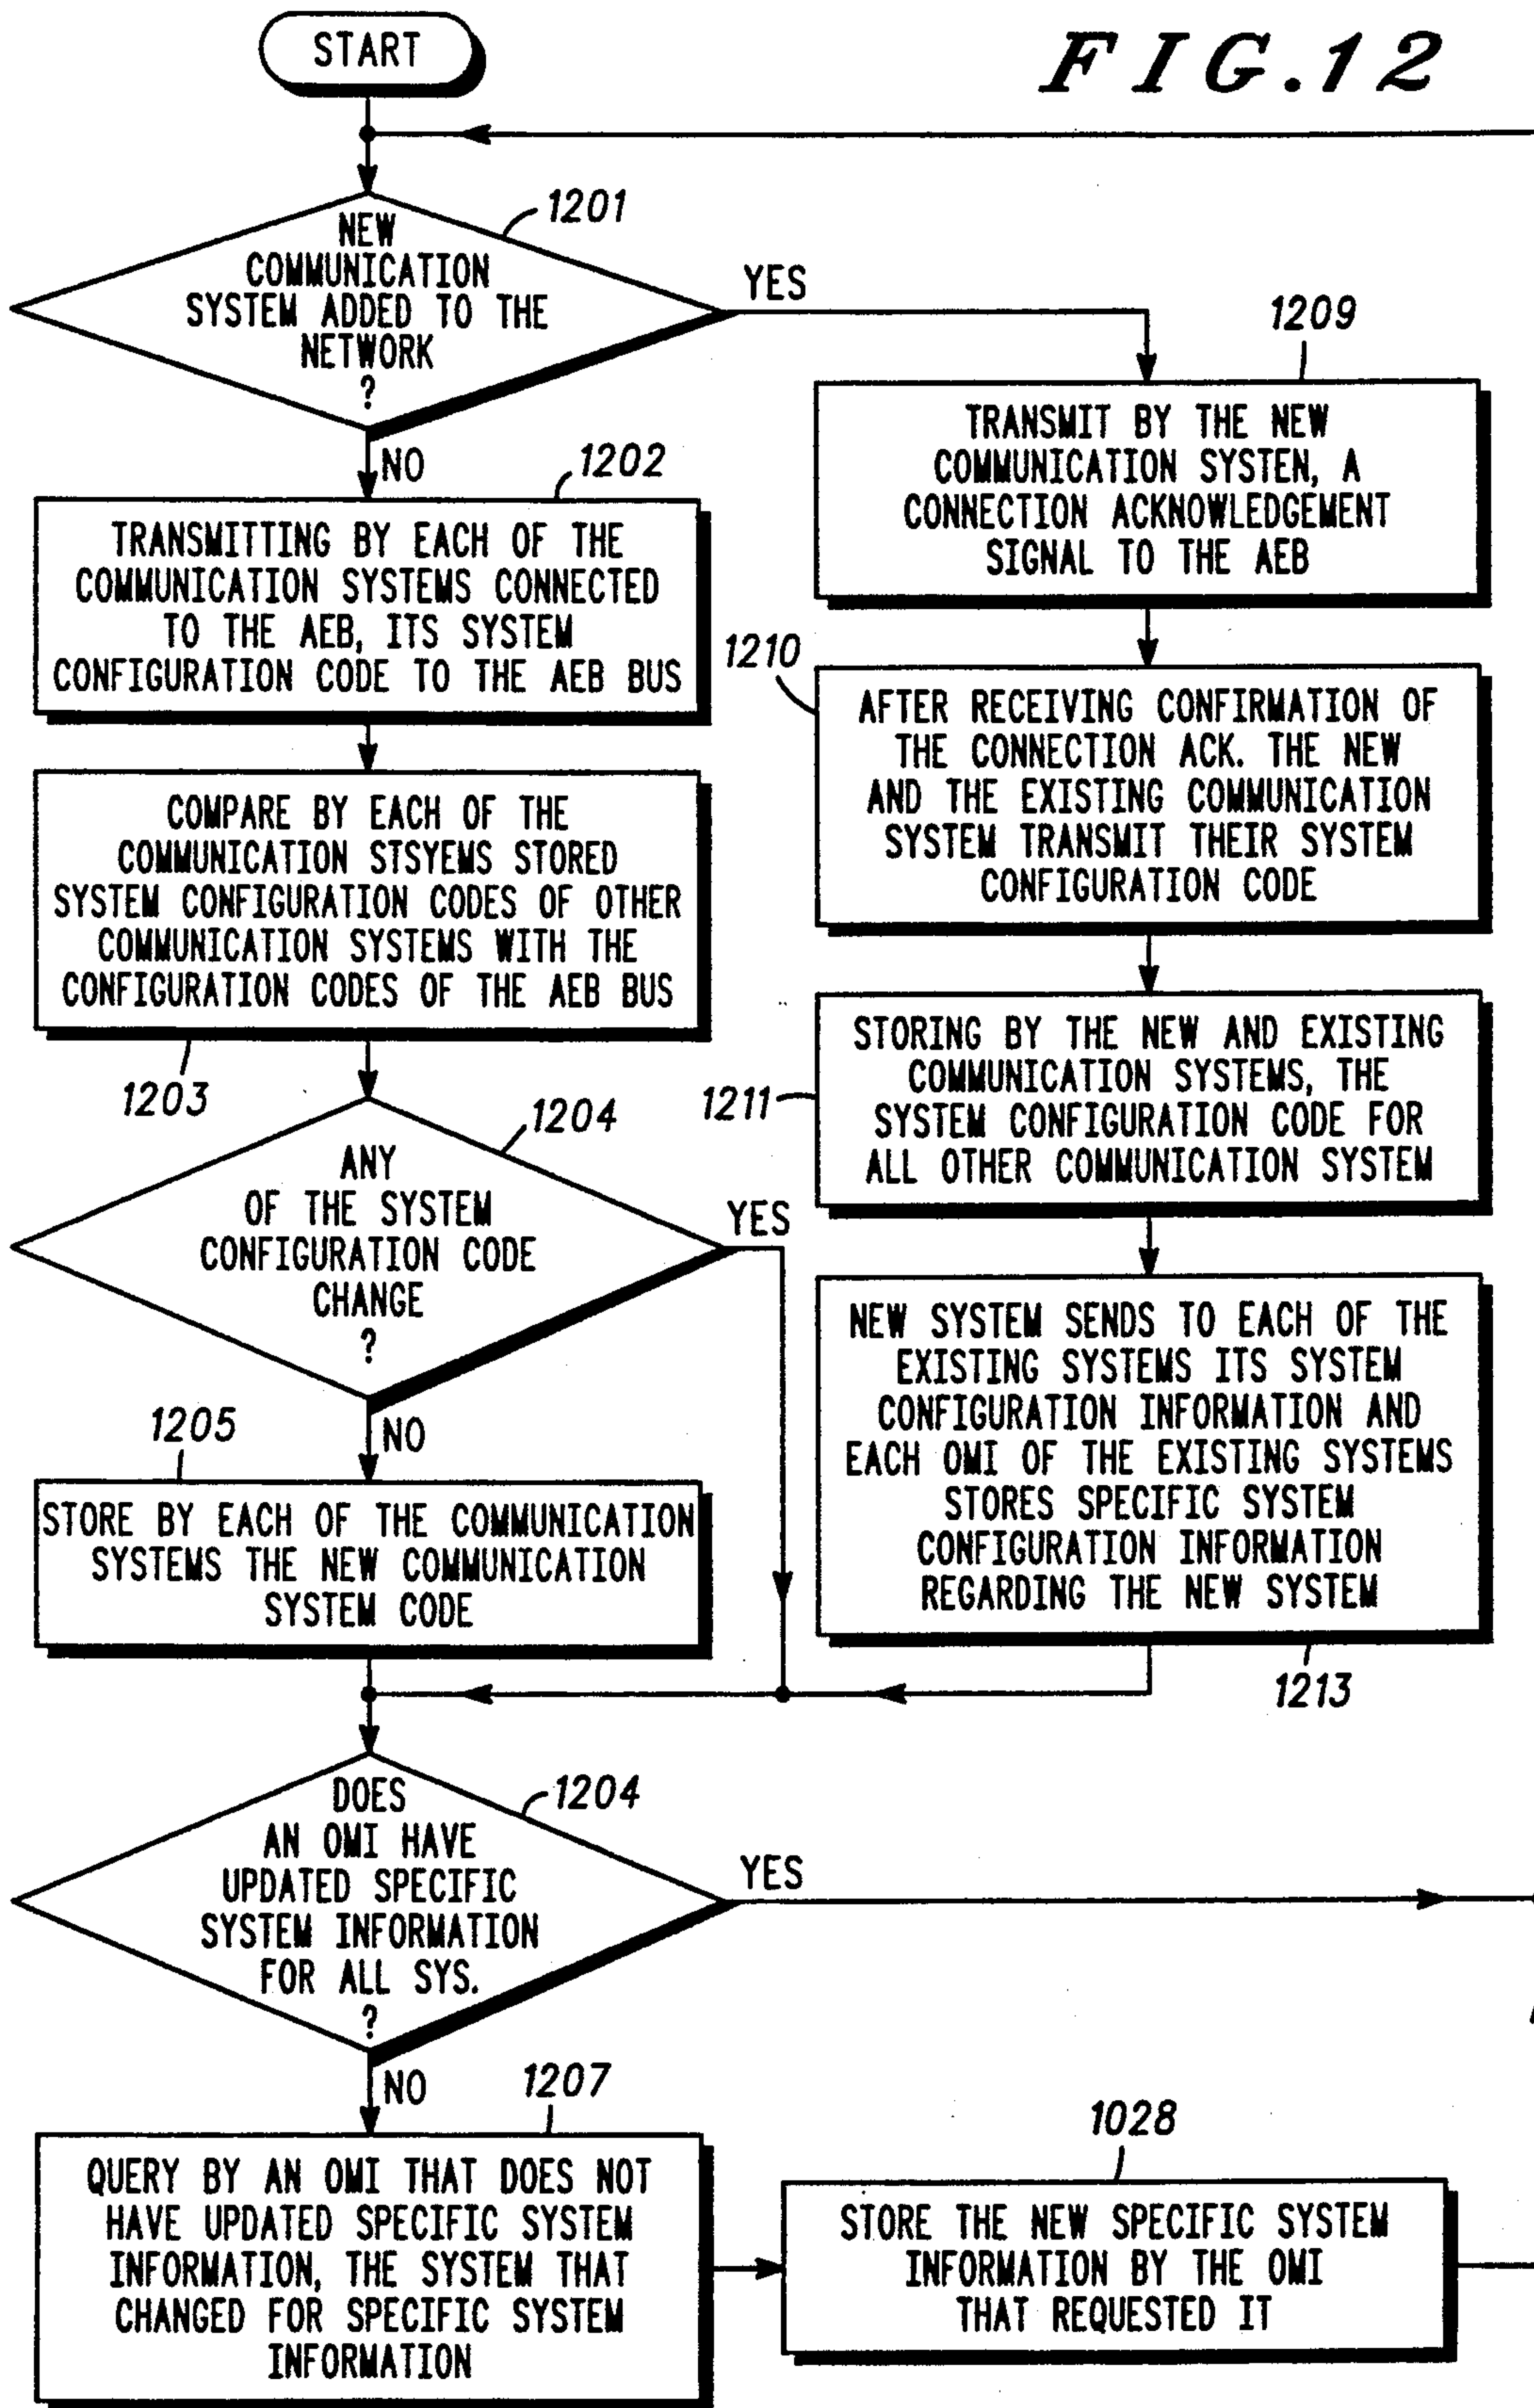 START
FIG.12
1201
NEW
COMMUNICATION
SYSTEM ADDED TO THE
NETWORK
?
YES
NO
1202
TRANSMITTING BY EACH OF THE
COMMUNICATION SYSTEMS CONNECTED
TO THE AEB, ITS SYSTEM
CONFIGURATION CODE TO THE AEB BUS
COMPARE BY EACH OF THE
COMMUNICATION STSYEMS STORED
SYSTEM CONFIGURATION CODES OF OTHER
COMMUNICATION SYSTEMS WITH THE
CONFIGURATION CODES OF THE AEB BUS
1203
1204
ANY
OF THE SYSTEM
CONFIGURATION CODE
CHANGE
?
YES
NO
1205
STORE BY EACH OF THE COMMUNICATION
SYSTEMS THE NEW COMMUNICATION
SYSTEM CODE
1209
TRANSMIT BY THE NEW
COMMUNICATION SYSTEN, A
CONNECTION ACKNOWLEDGEMENT
SIGNAL TO THE AEB
1210
AFTER RECEIVING CONFIRMATION OF
THE CONNECTION ACK. THE NEW
AND THE EXISTING COMMUNICATION
SYSTEM TRANSMIT THEIR SYSTEM
CONFIGURATION CODE
1211
STORING BY THE NEW AND EXISTING
COMMUNICATION SYSTEMS, THE
SYSTEM CONFIGURATION CODE FOR
ALL OTHER COMMUNICATION SYSTEM
NEW SYSTEM SENDS TO EACH OF THE
EXISTING SYSTEMS ITS SYSTEM
CONFIGURATION INFORMATION AND
EACH OMI OF THE EXISTING SYSTEMS
STORES SPECIFIC SYSTEM
CONFIGURATION INFORMATION
REGARDING THE NEW SYSTEM
1213
1204
DOES
AN OMI HAVE
UPDATED SPECIFIC
SYSTEM INFORMATION
FOR ALL SYS.
?
YES
NO
1207
QUERY BY AN OMI THAT DOES NOT
HAVE UPDATED SPECIFIC SYSTEM
INFORMATION, THE SYSTEM THAT
CHANGED FOR SPECIFIC SYSTEM
INFORMATION
1028
STORE THE NEW SPECIFIC SYSTEM
INFORMATION BY THE OMI
THAT REQUESTED IT